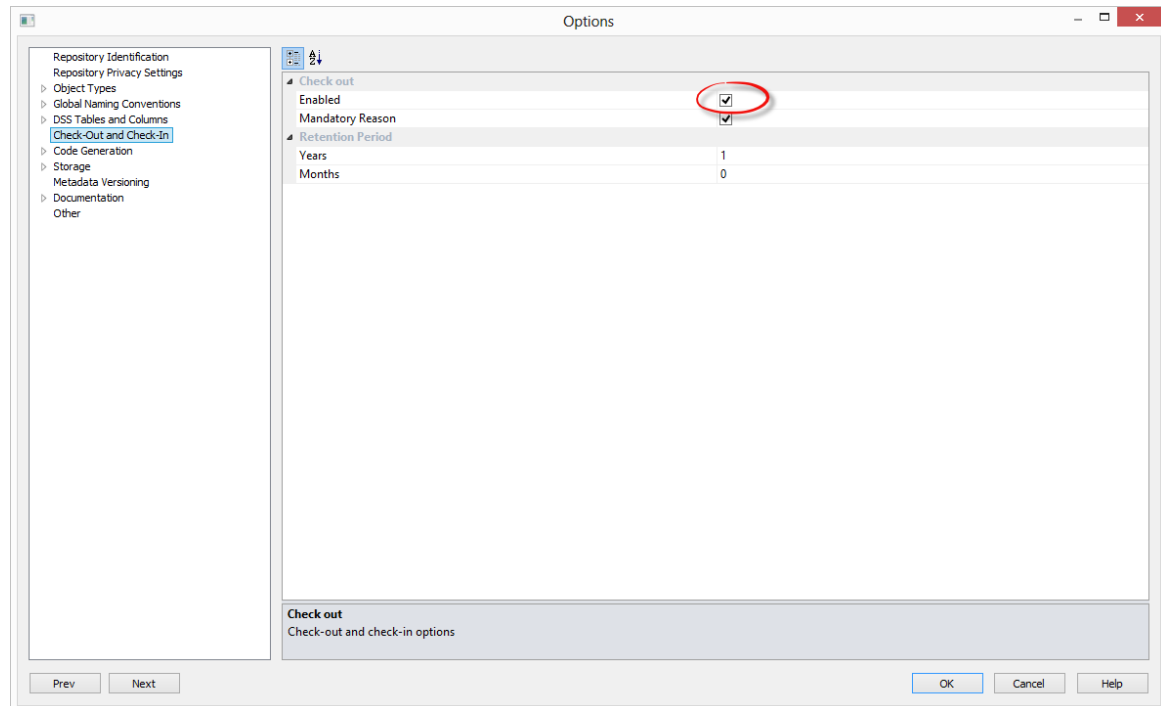 Options
Repository Identification
Repository Privacy Settings
Object Types
Global Naming Conventions
DSS Tables and Columns
Check-Out and Check-In
Code Generation
Storage
Metadata Versioning
Documentation
Other
Check out
Enabled
Mandatory Reason
Retention Period
Years 1
Months 0
Check out
Check-out and check-in options
Prev Next OK Cancel Help